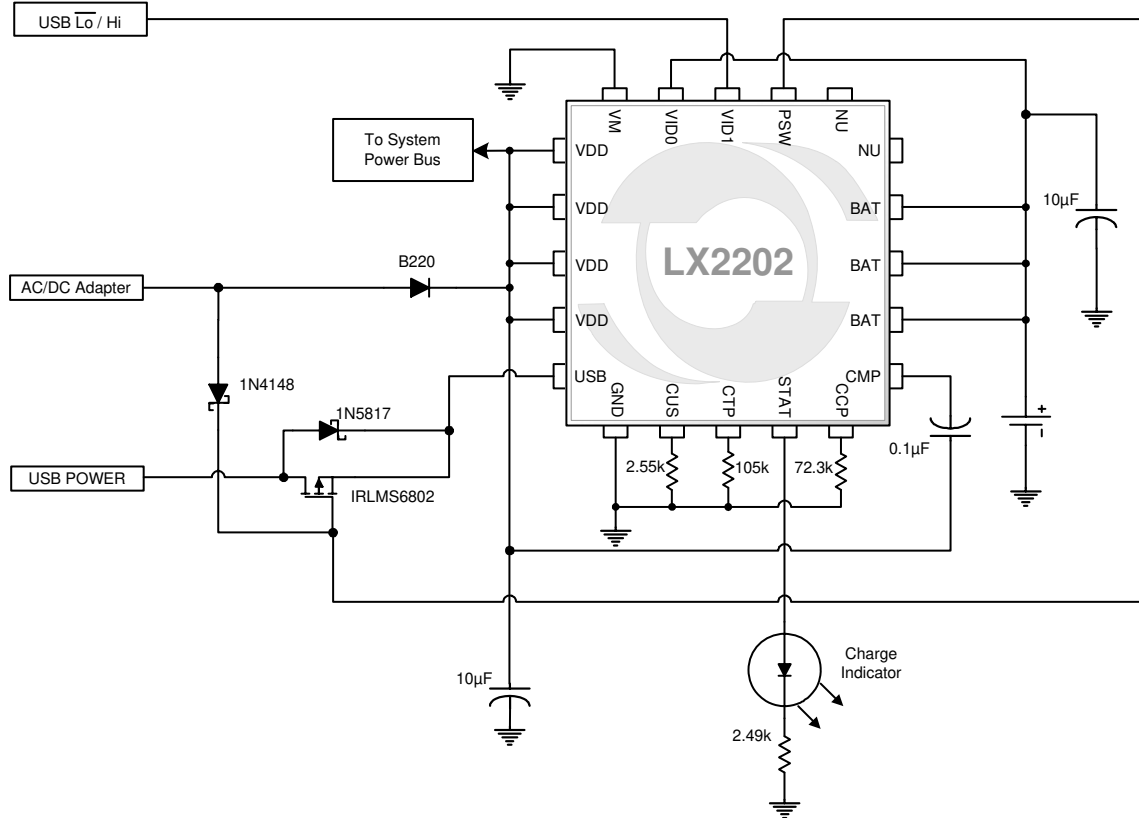 USB L̅o̅ / Hi
To System
Power Bus
AC/DC Adapter
B220
1N4148
1N5817
USB POWER
IRLMS6802
VM
VID0
VID1
PSW
NU
VDD
VDD
VDD
VDD
USB
NU
BAT
BAT
BAT
CMP
LX2202
GND
CUS
CTP
STAT
CCP
2.55k
105k
72.3k
0.1µF
10µF
+
-
10µF
Charge
Indicator
2.49k